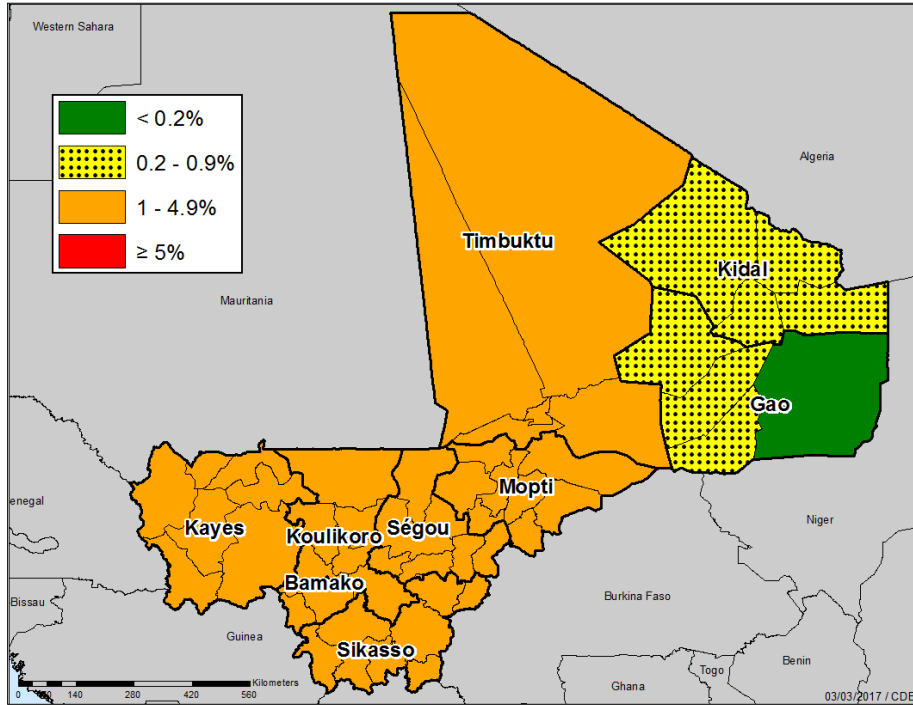 Western Sahara
< 0.2%
0.2 - 0.9%
1 - 4.9%
≥ 5%
Algeria
Timbuktu
Kidal
Mauritania
Gao
Mopti
enegal
Kayes
Koulikoro
Ségou
Niger
Bamako
Burkina Faso
Bissau
Guinea
Sikasso
Benin
Togo
Ghana
Kilometers
0 70 140 280 420 560
03/03/2017 / CDE